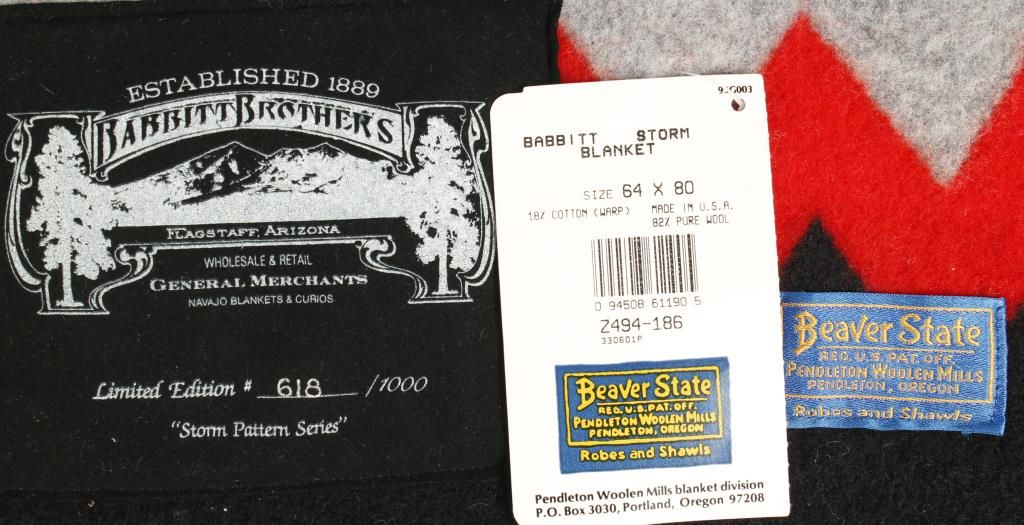 ESTABLISHED 1889
BABBITT BROTHERS
FLAGSTAFF, ARIZONA
WHOLESALE & RETAIL
GENERAL MERCHANTS
NAVAJO BLANKETS & CURIOS
Limited Edition # 618 /1000
"Storm Pattern Series"
BABBITT STORM
BLANKET
SIZE 64 X 80
18% COTTON (WARP) MADE IN U.S.A.
82% PURE WOOL
0 94508 61190 5
Z494-186
330601P
Beaver State
REG. U.S. PAT. OFF.
PENDLETON WOOLEN MILLS
PENDLETON, OREGON
Robes and Shawls
Pendleton Woolen Mills blanket division
P.O. Box 3030, Portland, Oregon 97208
Beaver State
REG. U.S. PAT. OFF.
PENDLETON WOOLEN MILLS
PENDLETON, OREGON
Robes and Shawls